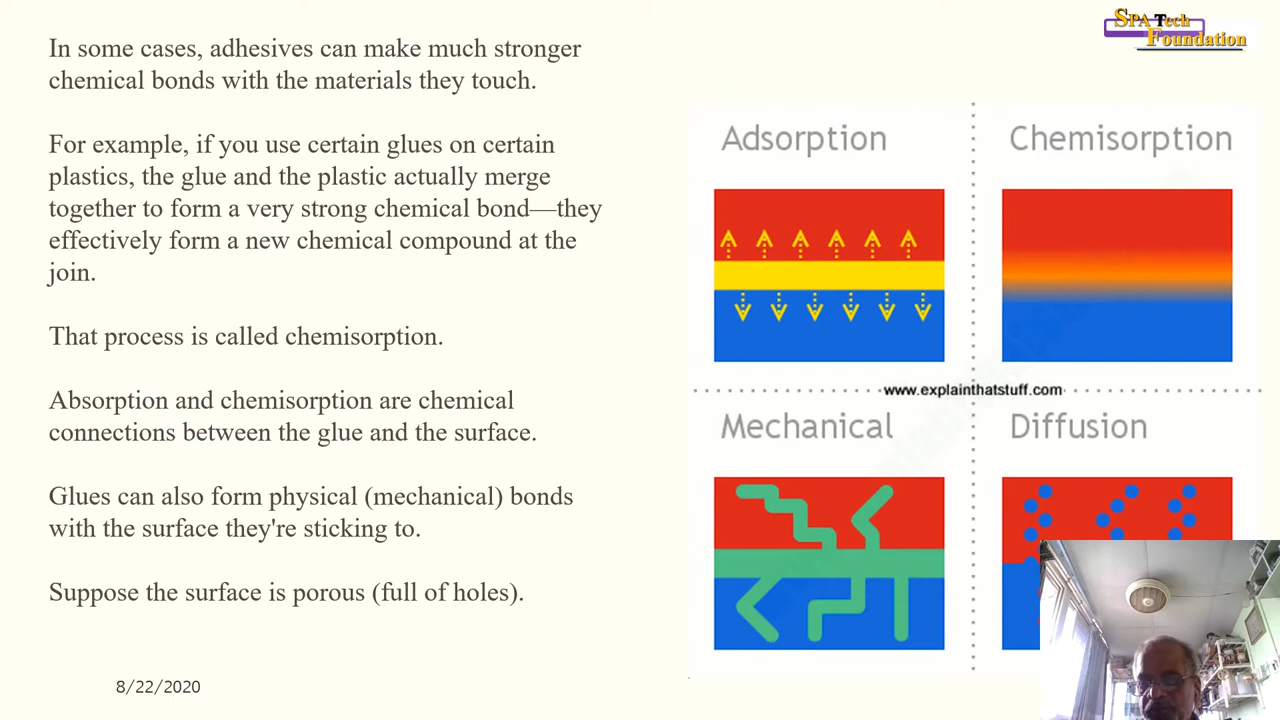 SPA Tech
Foundation
In some cases, adhesives can make much stronger
chemical bonds with the materials they touch.
For example, if you use certain glues on certain
plastics, the glue and the plastic actually merge
together to form a very strong chemical bond—they
effectively form a new chemical compound at the
join.
That process is called chemisorption.
Absorption and chemisorption are chemical
connections between the glue and the surface.
Glues can also form physical (mechanical) bonds
with the surface they're sticking to.
Suppose the surface is porous (full of holes).
8/22/2020
Adsorption
Chemisorption
www.explainthatstuff.com
Mechanical
Diffusion